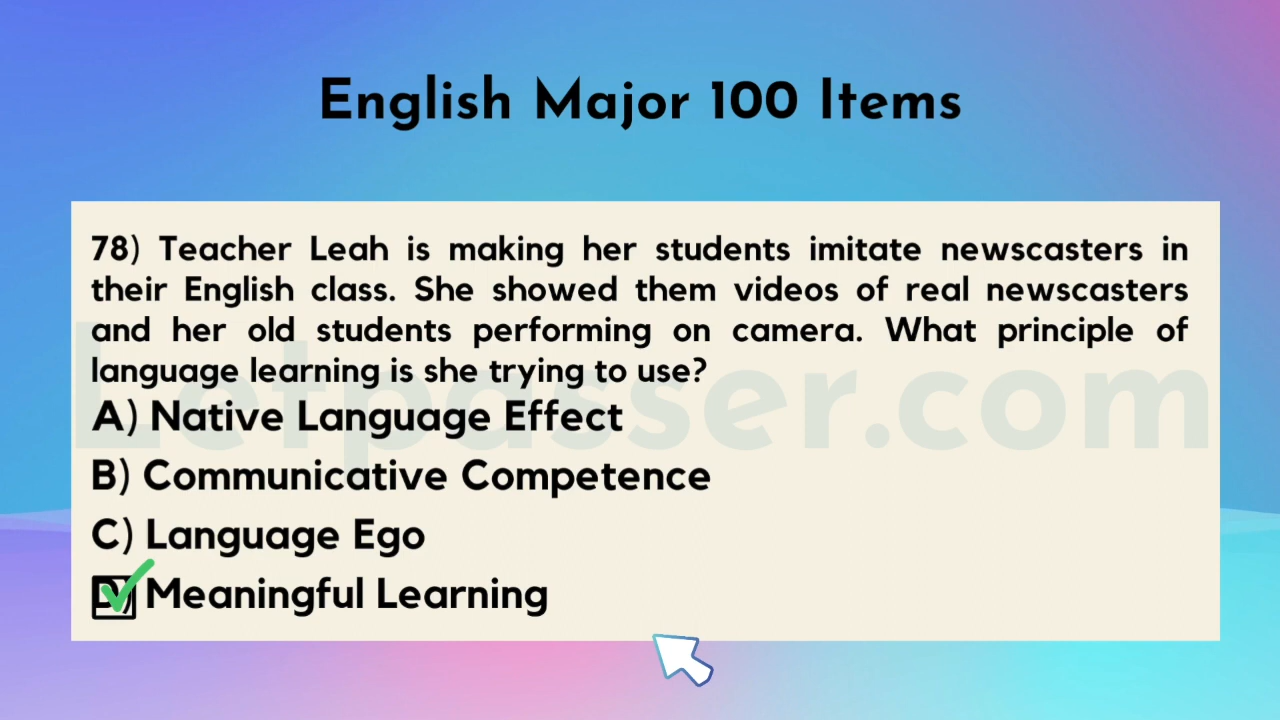 English Major 100 Items
78) Teacher Leah is making her students imitate newscasters in
their English class. She showed them videos of real newscasters
and her old students performing on camera. What principle of
language learning is she trying to use?
A) Native Language Effect
B) Communicative Competence
C) Language Ego
D) Meaningful Learning
Letpasser.com